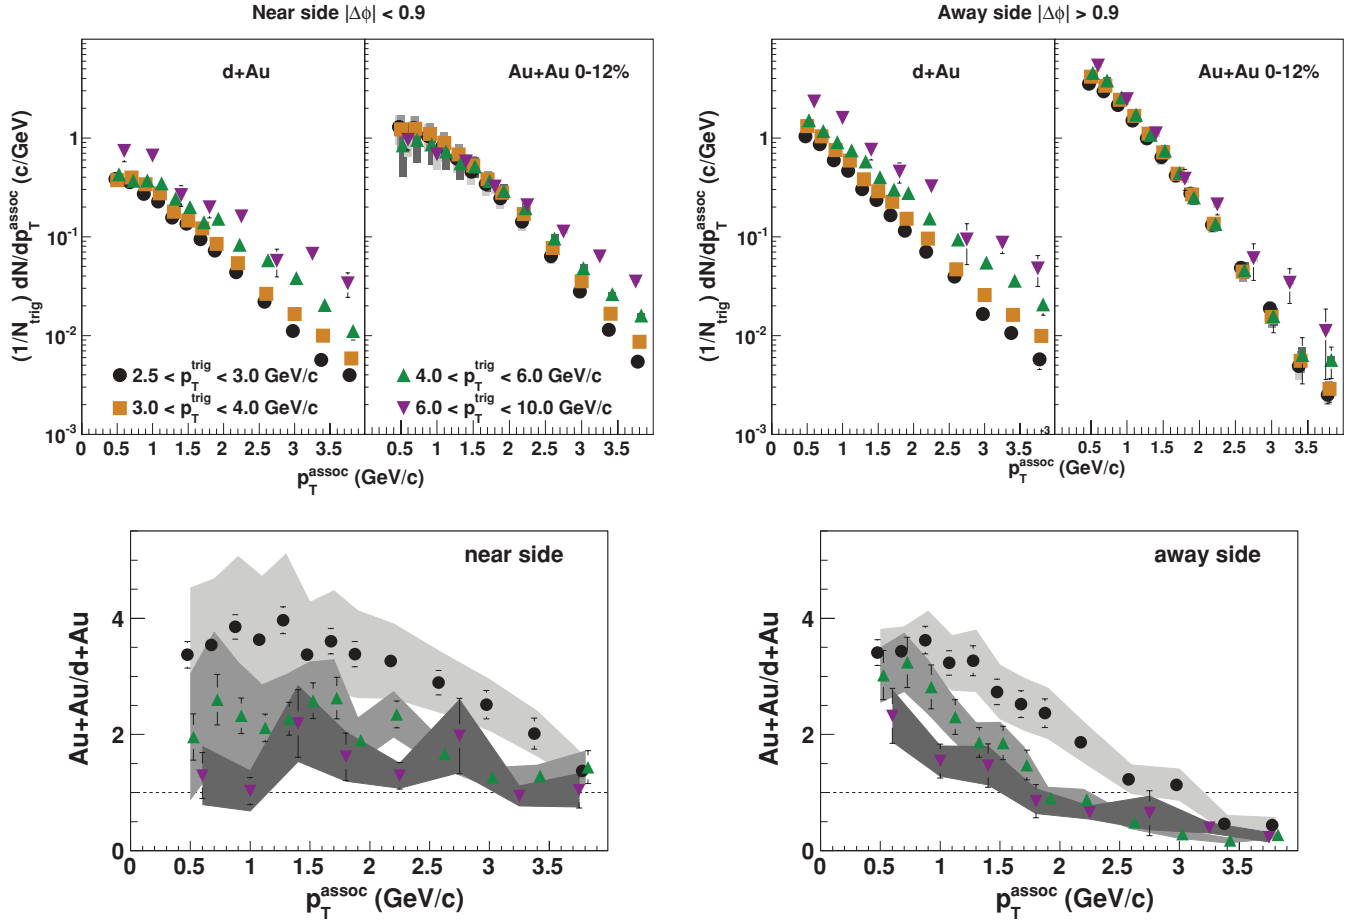 Near side |Δϕ| < 0.9
Away side |Δϕ| > 0.9
d+Au
Au+Au 0-12%
(1/N_trig) dN/dp_T^assoc (c/GeV)
1
10^-1
10^-2
10^-3
2.5 < p_T^trig < 3.0 GeV/c
3.0 < p_T^trig < 4.0 GeV/c
4.0 < p_T^trig < 6.0 GeV/c
6.0 < p_T^trig < 10.0 GeV/c
0 0.5 1 1.5 2 2.5 3 3.5
0.5 1 1.5 2 2.5 3 3.5
p_T^assoc (GeV/c)
d+Au
Au+Au 0-12%
(1/N_trig) dN/dp_T^assoc (c/GeV)
1
10^-1
10^-2
10^-3
-3
0 0.5 1 1.5 2 2.5 3 3.5
0.5 1 1.5 2 2.5 3 3.5
p_T^assoc (GeV/c)
near side
Au+Au/d+Au
4
2
0
0 0.5 1 1.5 2 2.5 3 3.5
p_T^assoc (GeV/c)
away side
Au+Au/d+Au
4
2
0
0 0.5 1 1.5 2 2.5 3 3.5
p_T^assoc (GeV/c)